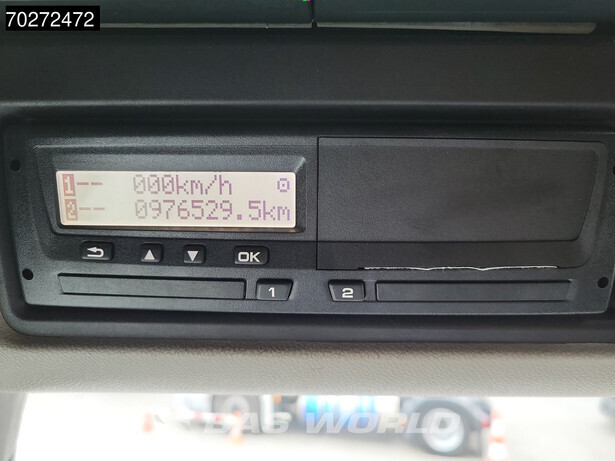 70272472
1-- 000km/h
2-- 0976529.5km
OK
1 2
BAS WORLD